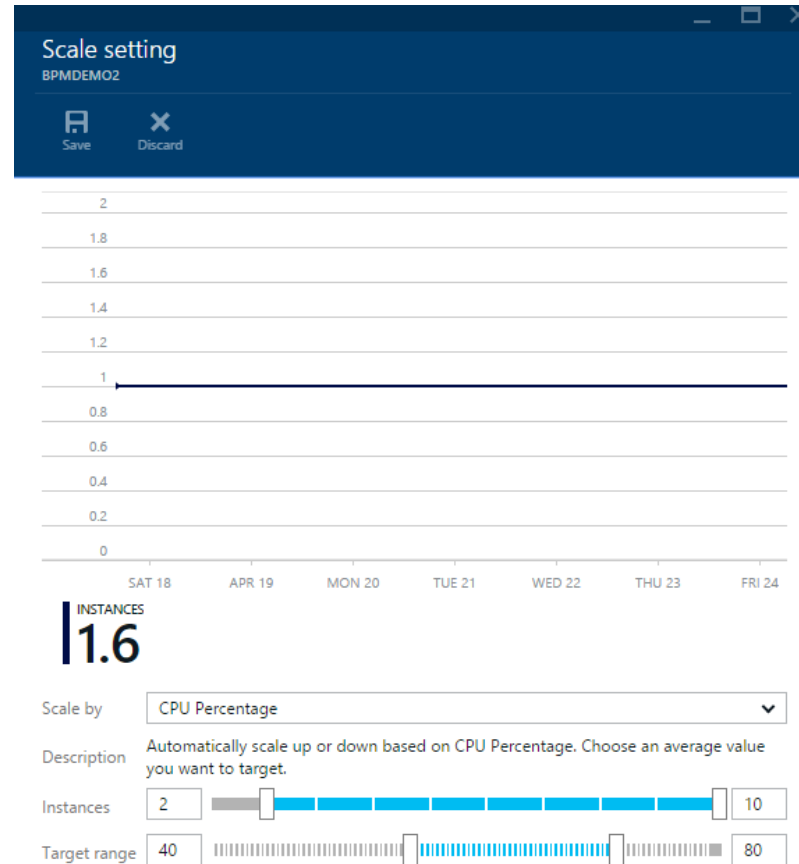 Scale setting
BPMDEMO2
Save Discard
2
1.8
1.6
1.4
1.2
1
0.8
0.6
0.4
0.2
0
SAT 18 APR 19 MON 20 TUE 21 WED 22 THU 23 FRI 24
INSTANCES
1.6
Scale by CPU Percentage
Description Automatically scale up or down based on CPU Percentage. Choose an average value
you want to target.
Instances 2 10
Target range 40 80